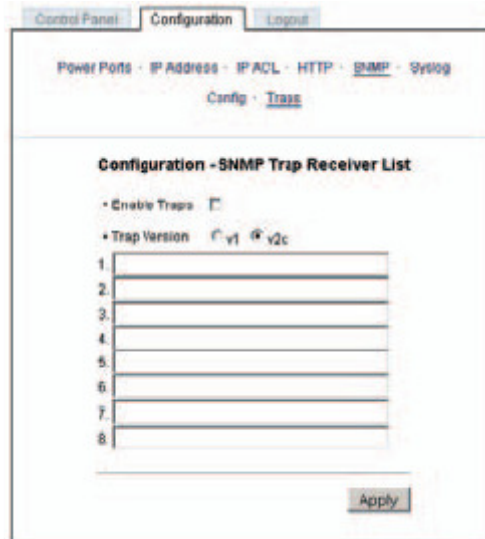 Control Panel Configuration Logout
Power Ports · IP Address · IP ACL · HTTP · SNMP · Syslog
Config · Traps
Configuration - SNMP Trap Receiver List
• Enable Traps
• Trap Version v1 v2c
1.
2.
3.
4.
5.
6.
7.
8.
Apply